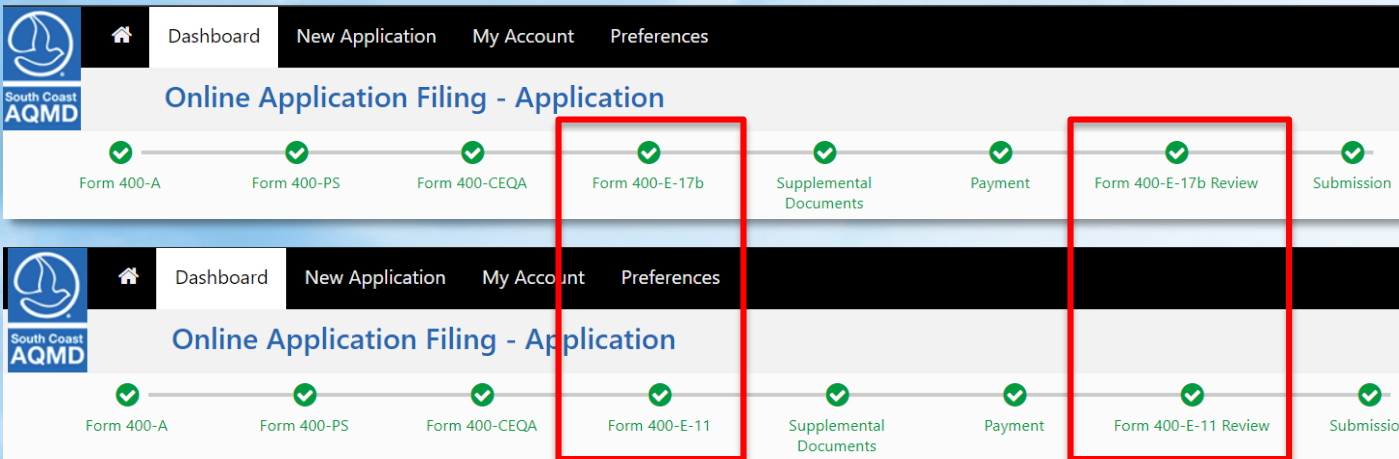 Dashboard New Application My Account Preferences
South Coast
AQMD
Online Application Filing - Application
Form 400-A Form 400-PS Form 400-CEQA Form 400-E-17b Supplemental Documents Payment Form 400-E-17b Review Submission
Dashboard New Application My Account Preferences
South Coast
AQMD
Online Application Filing - Application
Form 400-A Form 400-PS Form 400-CEQA Form 400-E-11 Supplemental Documents Payment Form 400-E-11 Review Submissio